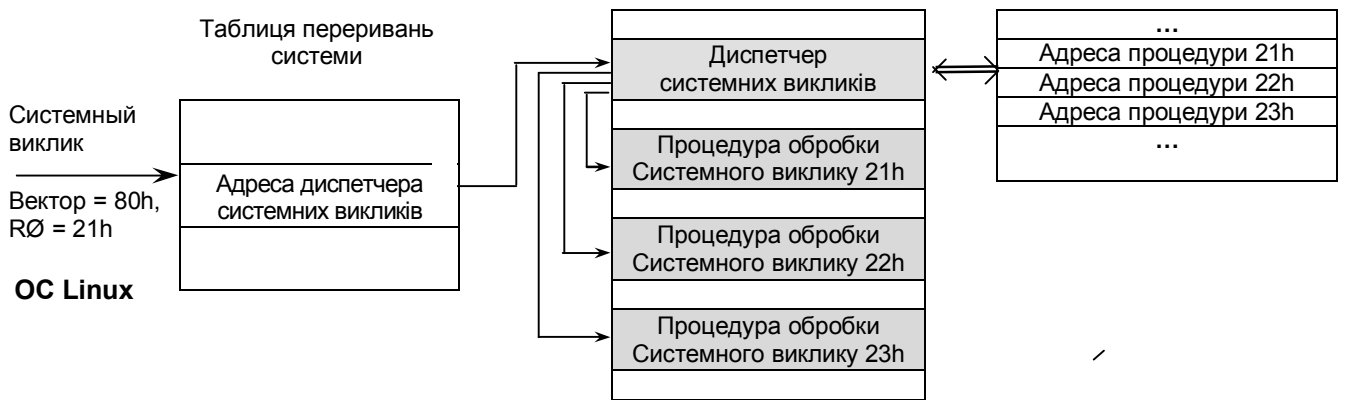 Таблиця переривань
системи
Системный
виклик
Вектор = 80h,
RØ = 21h
ОС Linux
Адреса диспетчера
системних викликів
Диспетчер
системних викликів
Процедура обробки
Системного виклику 21h
Процедура обробки
Системного виклику 22h
Процедура обробки
Системного виклику 23h
...
Адреса процедури 21h
Адреса процедури 22h
Адреса процедури 23h
...